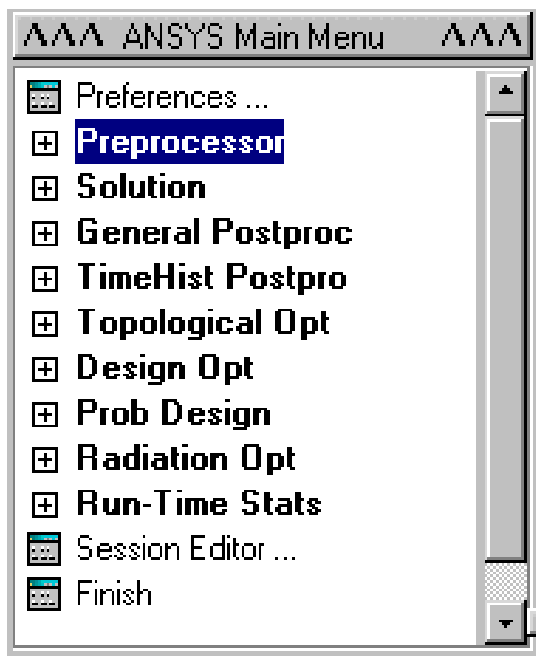 ΛΛΛ ANSYS Main Menu ΛΛΛ
Preferences ...
Preprocessor
Solution
General Postproc
TimeHist Postpro
Topological Opt
Design Opt
Prob Design
Radiation Opt
Run-Time Stats
Session Editor ...
Finish